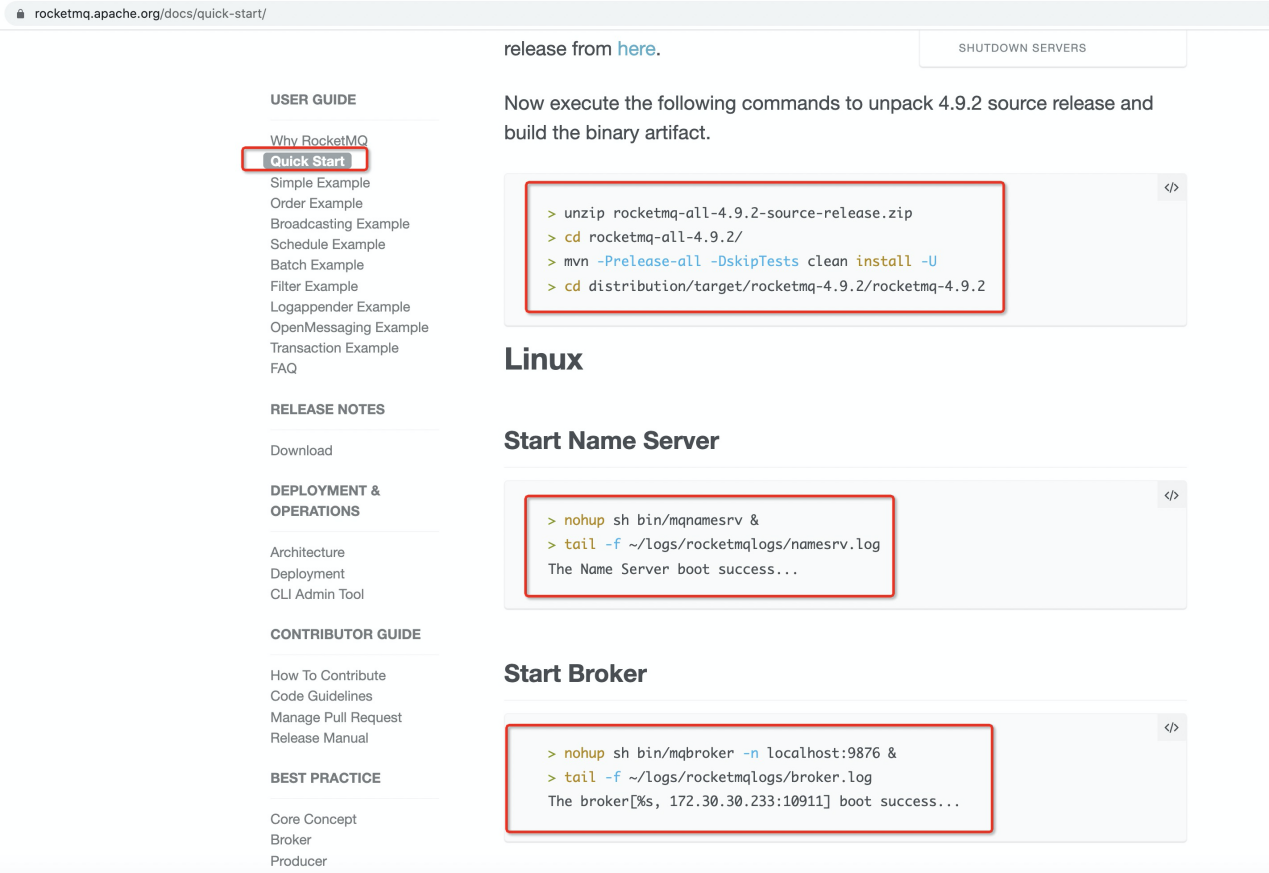 rocketmq.apache.org/docs/quick-start/
release from here.
SHUTDOWN SERVERS
USER GUIDE
Why RocketMQ
Quick Start
Simple Example
Order Example
Broadcasting Example
Schedule Example
Batch Example
Filter Example
Logappender Example
OpenMessaging Example
Transaction Example
FAQ
RELEASE NOTES
Download
DEPLOYMENT &
OPERATIONS
Architecture
Deployment
CLI Admin Tool
CONTRIBUTOR GUIDE
How To Contribute
Code Guidelines
Manage Pull Request
Release Manual
BEST PRACTICE
Core Concept
Broker
Producer
Now execute the following commands to unpack 4.9.2 source release and
build the binary artifact.
</>
> unzip rocketmq-all-4.9.2-source-release.zip
> cd rocketmq-all-4.9.2/
> mvn -Prelease-all -DskipTests clean install -U
> cd distribution/target/rocketmq-4.9.2/rocketmq-4.9.2
Linux
Start Name Server
</>
> nohup sh bin/mqnamesrv &
> tail -f ~/logs/rocketmqlogs/namesrv.log
The Name Server boot success...
Start Broker
</>
> nohup sh bin/mqbroker -n localhost:9876 &
> tail -f ~/logs/rocketmqlogs/broker.log
The broker[%s, 172.30.30.233:10911] boot success...